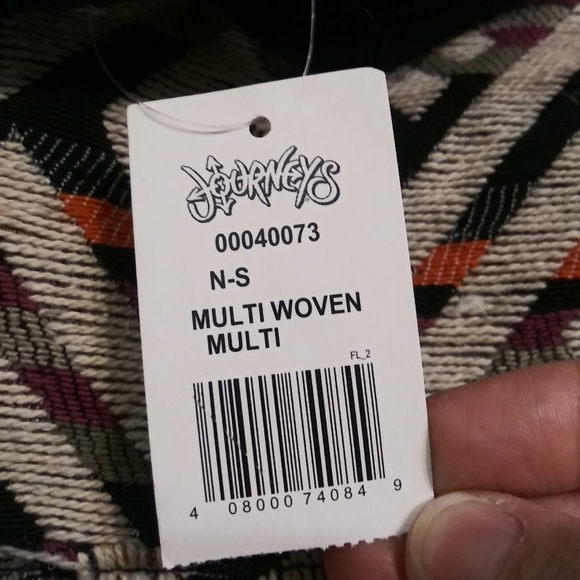 JOURNEYS
00040073
N-S
MULTI WOVEN
MULTI
FL_2
4 08000 74084 9